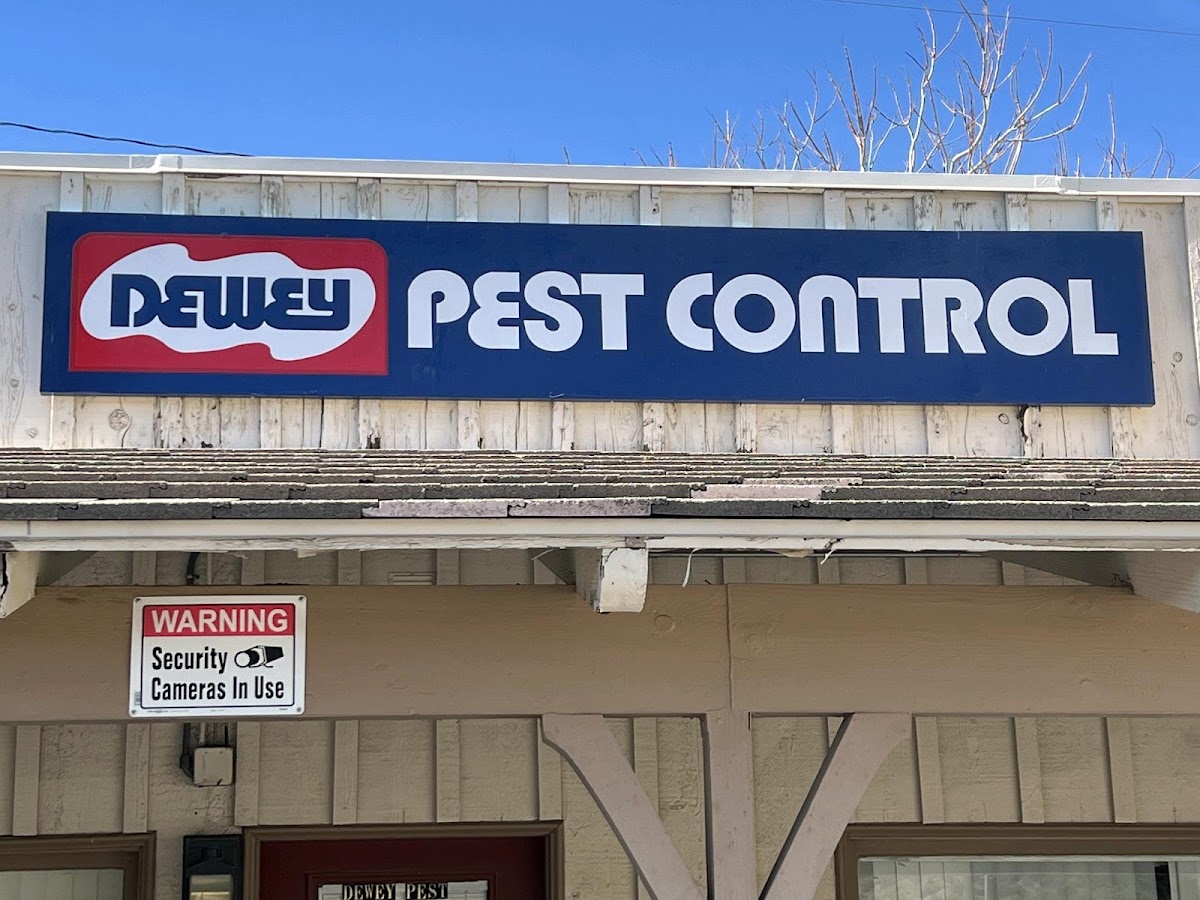 DEWEY PEST CONTROL
WARNING
Security
Cameras In Use
DEWEY PEST